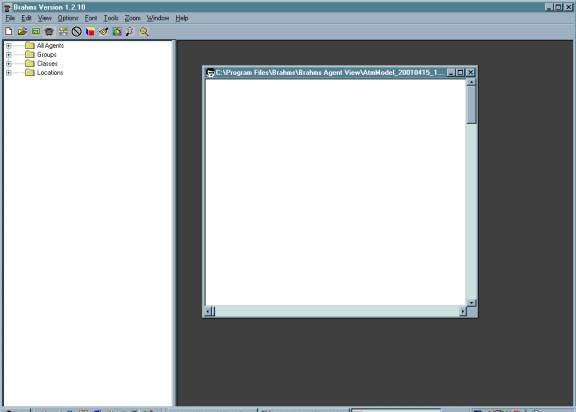 Brahms Version 1.2.10
File Edit View Options Font Tools Zoom Window Help
All Agents
Groups
Classes
Locations
C:\Program Files\Brahms\Brahms Agent View\AtmModel_20010415_1...